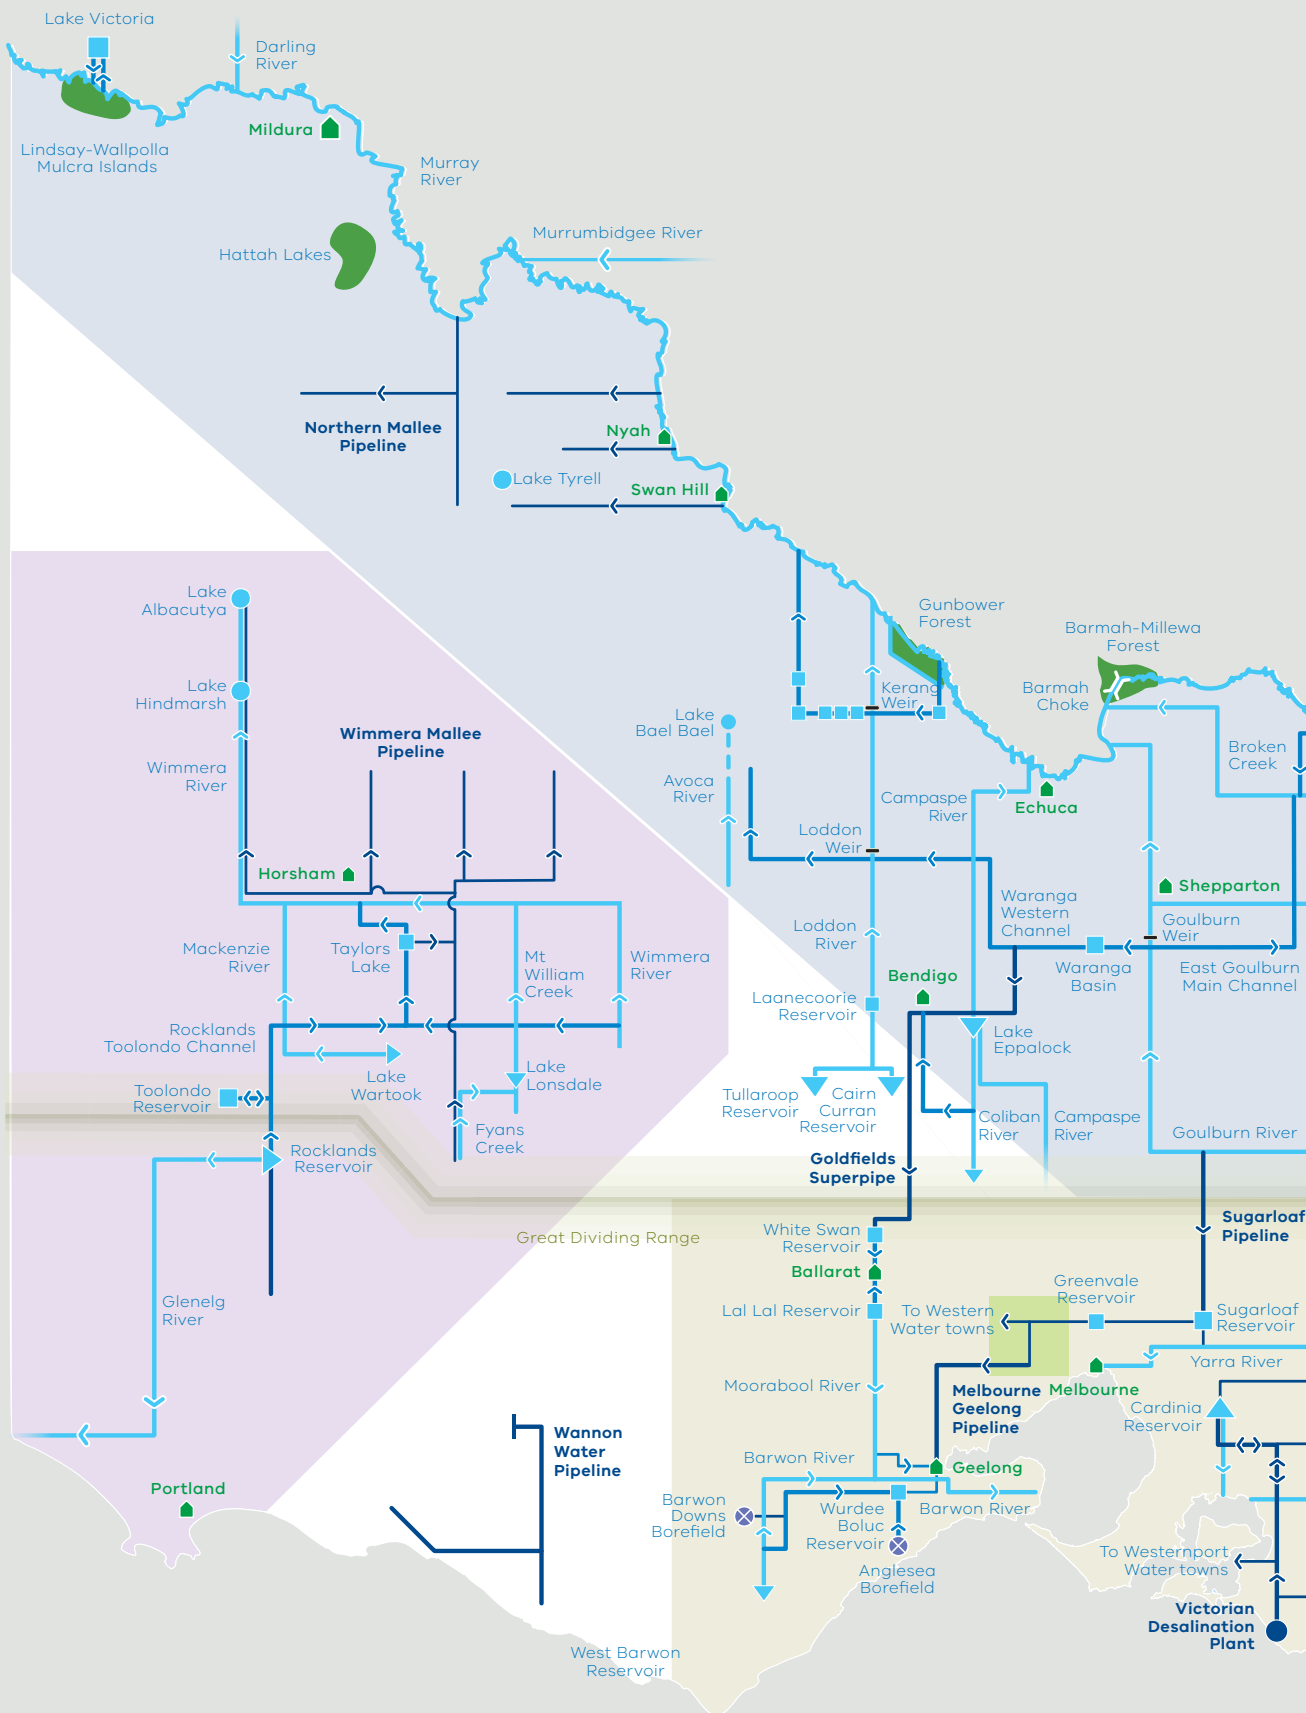 Lake Victoria
Darling
River
Mildura
Lindsay-Wallpolla
Mulcra Islands
Murray
River
Hattah Lakes
Murrumbidgee River
Northern Mallee
Pipeline
Nyah
Lake Tyrell
Swan Hill
Lake
Albacutya
Gunbower
Forest
Barmah-Millewa
Forest
Lake
Hindmarsh
Kerang
Weir
Barmah
Choke
Lake
Bael Bael
Wimmera Mallee
Pipeline
Broken
Creek
Wimmera
River
Avoca
River
Campaspe
River
Echuca
Loddon
Weir
Horsham
Shepparton
Waranga
Western
Channel
Goulburn
Weir
Mackenzie
River
Taylors
Lake
Mt
William
Creek
Wimmera
River
Loddon
River
Waranga
Basin
East Goulburn
Main Channel
Bendigo
Laanecoorie
Reservoir
Rocklands
Toolondo Channel
Lake
Eppalock
Lake
Wartook
Lake
Lonsdale
Toolondo
Reservoir
Tullaroop
Reservoir
Cairn
Curran
Reservoir
Coliban
River
Campaspe
River
Fyans
Creek
Goulburn River
Rocklands
Reservoir
Goldfields
Superpipe
Great Dividing Range
White Swan
Reservoir
Sugarloaf
Pipeline
Ballarat
Greenvale
Reservoir
Glenelg
River
Lal Lal Reservoir
To Western
Water towns
Sugarloaf
Reservoir
Yarra River
Moorabool River
Melbourne
Geelong
Pipeline
Melbourne
Cardinia
Reservoir
Wannon
Water
Pipeline
Barwon River
Geelong
Portland
Barwon
Downs
Borefield
Wurdee
Boluc
Reservoir
Barwon River
Anglesea
Borefield
To Westernport
Water towns
Victorian
Desalination
Plant
West Barwon
Reservoir